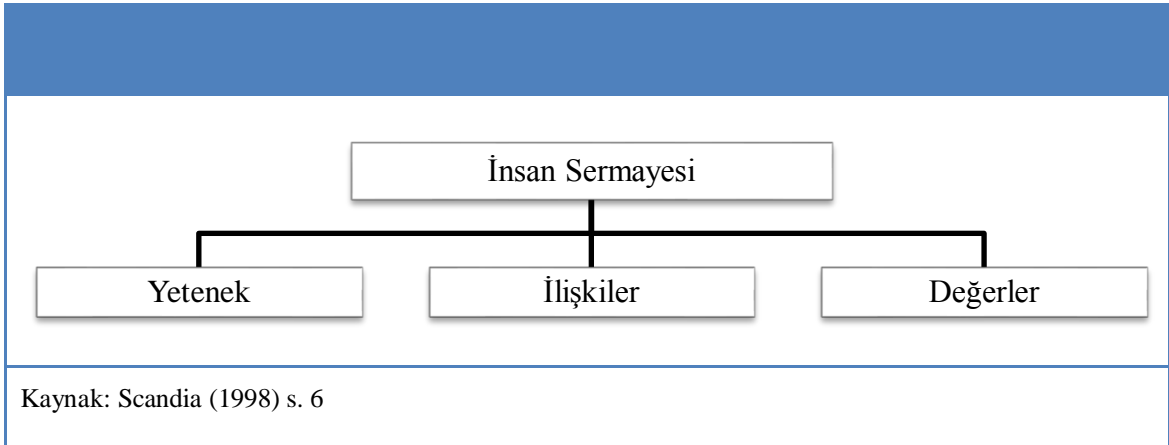 İnsan Sermayesi
Yetenek
İlişkiler
Değerler
Kaynak: Scandia (1998) s. 6